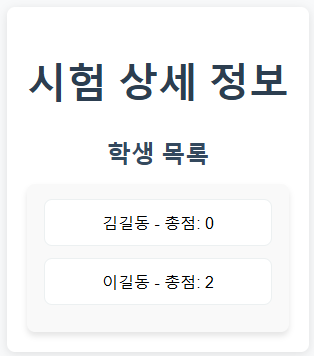 시험 상세 정보
학생 목록
김길동 - 총점: 0
이길동 - 총점: 2